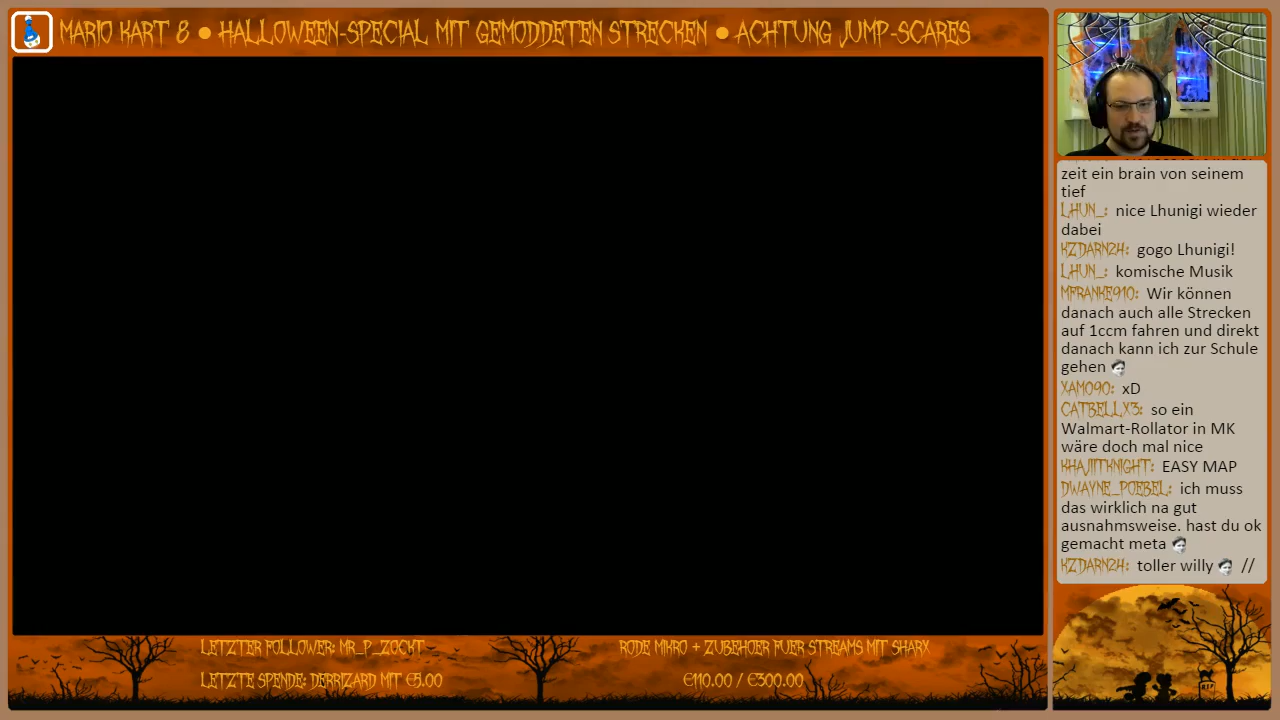 MARIO KART 8 ● HALLOWEEN-SPECIAL MIT GEMODDETEN STRECKEN ● ACHTUNG JUMP-SCARES
zeit ein brain von seinem
tief
LHUN_: nice Lhunigi wieder
dabei
KZDARN2H: gogo Lhunigi!
LHUN_: komische Musik
MFRANKE910: Wir können
danach auch alle Strecken
auf 1ccm fahren und direkt
danach kann ich zur Schule
gehen
XAMO90: xD
CATBELLX3: so ein
Walmart-Rollator in MK
wäre doch mal nice
KHAJIITKNIGHT: EASY MAP
DWAYNE_POEBEL: ich muss
das wirklich na gut
ausnahmsweise. hast du ok
gemacht meta
KZDARN2H: toller willy //
LETZTER FOLLOWER: MR_P_ZOCKT
LETZTE SPENDE: DERRIZARD MIT €5.00
RODE MIKRO + ZUBEHOER FUER STREAMS MIT SHARX
€110.00 / €300.00
RIP